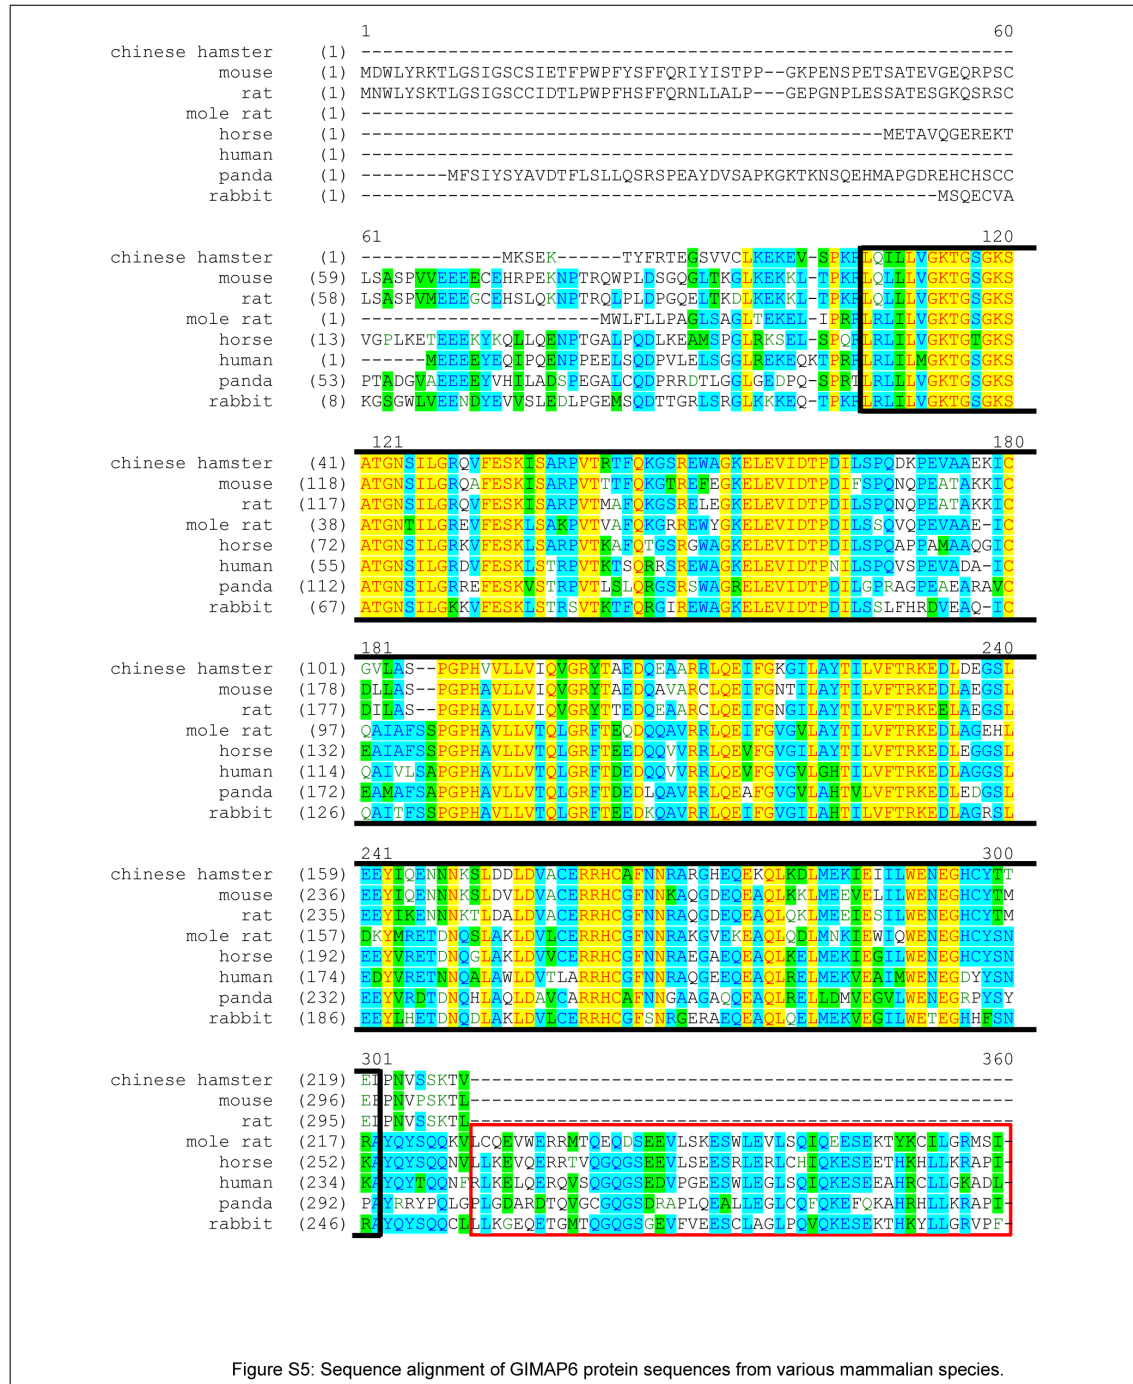 1 60
chinese hamster (1) ------------------------------------------------------------
mouse (1) MDWLYRKTLGSIGSCSIETFPWPFYSFFQRIYISTPP--GKPENSPETSATEVGEQRPSC
rat (1) MNWLYSKTLGSIGSCCIDTLPWPFHSFFQRNLLALP---GEPGNPLESSATESGKQSRSC
mole rat (1) ------------------------------------------------------------
horse (1) ------------------------------------------------METAVQGEREKT
human (1) ------------------------------------------------------------
panda (1) --------MFSIYSYAVDTFLSLLQSRSPEAYDVSAPKGKTKNSQEHMAPGDREHCHSCC
rabbit (1) -----------------------------------------------------MSQECVA
61 120
chinese hamster (1) -------------MKSEK------TYFRTEGSVVCLKEKEV-SPKRLQILLVGKTGSGKS
mouse (59) LSASPVVEEEECEHRPEKNPTRQWPLDSGQGLTKGLKEKKL-TPKRLQLLLVGKTGSGKS
rat (58) LSASPVMEEEGCEHSLQKNPTRQLPLDPGQELTKDLKEKKL-TPKRLQLLLVGKTGSGKS
mole rat (1) ----------------------MWLFLLPAGLSAGLTEKEL-IPRRLRLILVGKTGSGKS
horse (13) VGPLKETEEEKYKQLLQENPTGALPQDLKEAMSPGLRKSEL-SPQRLRLILVGKTGTGKS
human (1) ------MEEEEYEQIPQENPPEELSQDPVLELSGGLREKEQKTPRRLRLILMGKTGSGKS
panda (53) PTADGVAEEEEYVHILADSPEGALCQDPRRDTLGGLGEDPQ-SPRTLRLLLVGKTGSGKS
rabbit (8) KGSGWLVEENDYEVVSLEDLPGEMSQDTTGRLSRGLKKKEQ-TPKRLRLILVGKTGSGKS
121 180
chinese hamster (41) ATGNSILGRQVFESKISARPVTRTFQKGSREWAGKELEVIDTPDILSPQDKPEVAAEKIC
mouse (118) ATGNSILGRQAFESKISARPVTTTFQKGTREFEGKELEVIDTPDIFSPQNQPEATAKKIC
rat (117) ATGNSILGRQVFESKISARPVTMAFQKGSRELEGKELEVIDTPDILSPQNQPEATAKKIC
mole rat (38) ATGNTILGREVFESKLSAKPVTVAFQKGRREWYGKELEVIDTPDILSSQVQPEVAAE-IC
horse (72) ATGNSILGRKVFESKLSARPVTKAFQTGSRGWAGKELEVIDTPDILSPQAPPAMAAQGIC
human (55) ATGNSILGRDVFESKLSTRPVTKTSQRRSREWAGKELEVIDTPNILSPQVSPEVADA-IC
panda (112) ATGNSILGRREFESKVSTRPVTLSLQRGSRSWAGRELEVIDTPDILGPRAGPEAEARAVC
rabbit (67) ATGNSILGKKVFESKLSTRSVTKTFQRGIREWAGKELEVIDTPDILSSLFHRDVEAQ-IC
181 240
chinese hamster (101) GVLAS--PGPHVVLLVIQVGRYTAEDQEAARRLQEIFGKGILAYTILVFTRKEDLDEGSL
mouse (178) DLLAS--PGPHAVLLVIQVGRYTAEDQAVARCLQEIFGNTILAYTILVFTRKEDLAEGSL
rat (177) DILAS--PGPHAVLLVIQVGRYTTEDQEAARCLQEIFGNGILAYTILVFTRKEELAEGSL
mole rat (97) QAIAFSSPGPHAVLLVTQLGRFTEQDQQAVRRLQEIFGVGVLAYTILVFTRKEDLAGEHL
horse (132) EAIAFSSPGPHAVLLVTQLGRFTEEDQQVVRRLQEVFGVGILAYTILVFTRKEDLEGGSL
human (114) QAIVLSAPGPHAVLLVTQLGRFTDEDQQVVRRLQEVFGVGVLGHTILVFTRKEDLAGGSL
panda (172) EAMAFSAPGPHAVLLVTQLGRFTDEDLQAVRRLQEAFGVGVLAHTVLVFTRKEDLEDGSL
rabbit (126) QAITFSSPGPHAVLLVTQLGRFTEEDKQAVRRLQEIFGVGILAHTILVFTRKEDLAGRSL
241 300
chinese hamster (159) EEYIQENNNKSLDDLDVACERRHCAFNNRARGHEQEKQLKDLMEKIEIILWENEGHCYTT
mouse (236) EEYIQENNNKSLDVLDVACERRHCGFNNKAQGDEQEAQLKKLMEEVELILWENEGHCYTM
rat (235) EEYIKENNNKTLDALDVACERRHCGFNNRAQGDEQEAQLQKLMEEVESILWENEGHCYTM
mole rat (157) DKYMRETDNQSLAKLDVLCERRHCGFNNRAKGVEKEAQLQDLMNKIEWIQWENEGHCYSN
horse (192) EEYVRETDNQGLAKLDVVCERRHCGFNNRAEGAEQEAQLKELMEKIEGILWENEGHCYSN
human (174) EDYVRETNNQALAWLDVTLARRHCGFNNRAQGEEQEAQLRELMEKVEAIMWENEGDYYSN
panda (232) EEYVRDTDNQHLAQLDAVCARRHCAFNNGAAGAQQEAQLRELLDMVEGVLWENEGRPYSY
rabbit (186) EEYLHETDNQDLAKLDVLCERRHCGFSNRGERAEQEAQLQELMEKVEGILWETEGHHFSN
301 360
chinese hamster (219) EIPNVSSKTV--------------------------------------------------
mouse (296) EFPNVPSKTL--------------------------------------------------
rat (295) EIPNVSSKTL--------------------------------------------------
mole rat (217) RAYQYSQQKVLCQEVWERRMTQEQDSEEVLSKESWLEVLSQIQEESEKTYKCILGRMSI-
horse (252) KAYQYSQQNVLLKEVQERRTVQGQGSEEVLSEESRLERLCHIQKESEETHKHLLKRAPI-
human (234) KAYQYTQQNFRLKELQERQVSQGQGSEDVPGEESWLEGLSQIQKESEEAHRCLLGKADL-
panda (292) PAYRRYPQLGPLGDARDTQVGCGQGSDRAPLQEALLEGLCQFQKEFQKAHRHLLKRAPI-
rabbit (246) RAYQYSQQCLLLKGEQETGMTQGQGSGEVFVEESCLAGLPQVQKESEKTHKYLLGRVPF-
Figure S5: Sequence alignment of GIMAP6 protein sequences from various mammalian species.